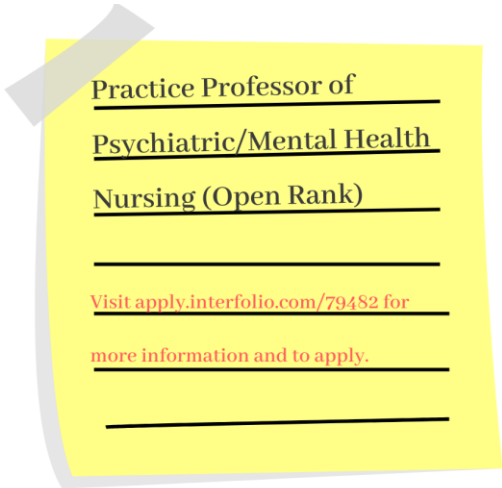 Practice Professor of
Psychiatric/Mental Health
Nursing (Open Rank)
Visit apply.interfolio.com/79482 for
more information and to apply.